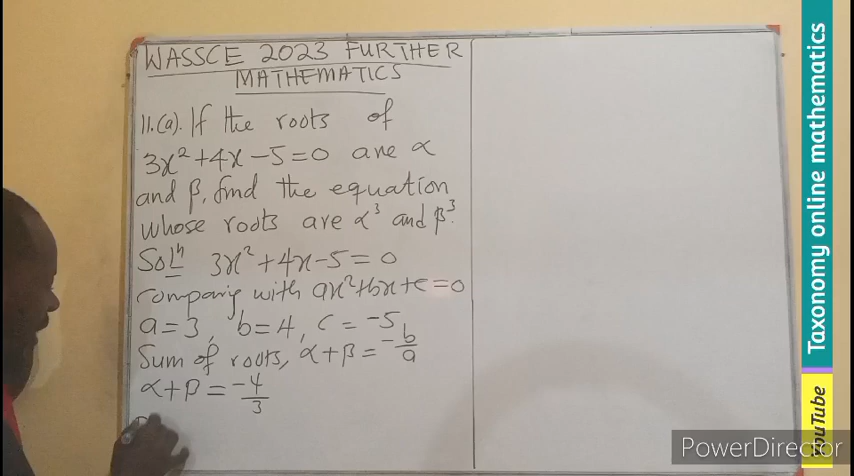 WASSCE 2023 FURTHER
MATHEMATICS
11.(a). If the roots of
3x²+4x-5=0 are α
and β, find the equation
whose roots are α³ and β³.
Solⁿ 3x²+4x-5=0
comparing with ax²+bx+c=0
a=3, b=4, c=-5
Sum of roots, α+β = -b/a
α+β = -4/3
Taxonomy online mathematics
YouTube
PowerDirector